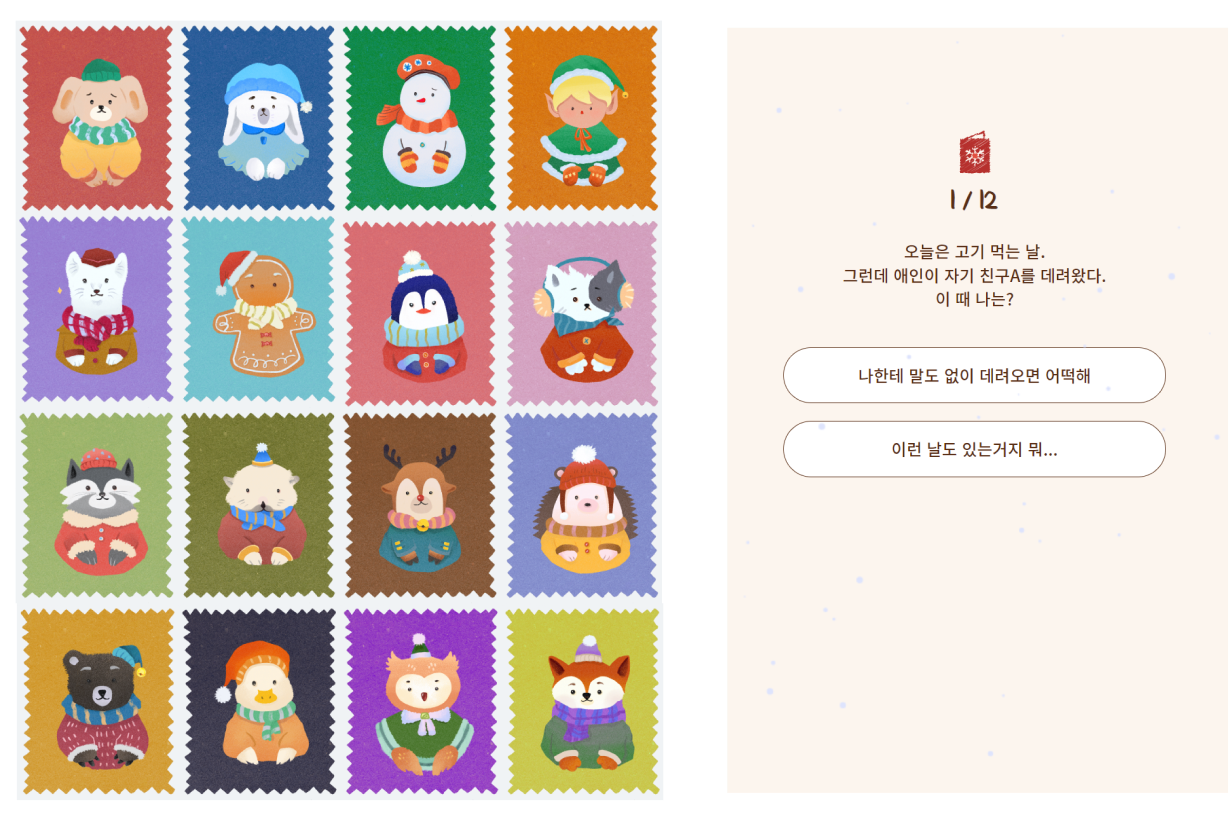 1 / 12
오늘은 고기 먹는 날.
그런데 애인이 자기 친구A를 데려왔다.
이 때 나는?
나한테 말도 없이 데려오면 어떡해
이런 날도 있는거지 뭐...